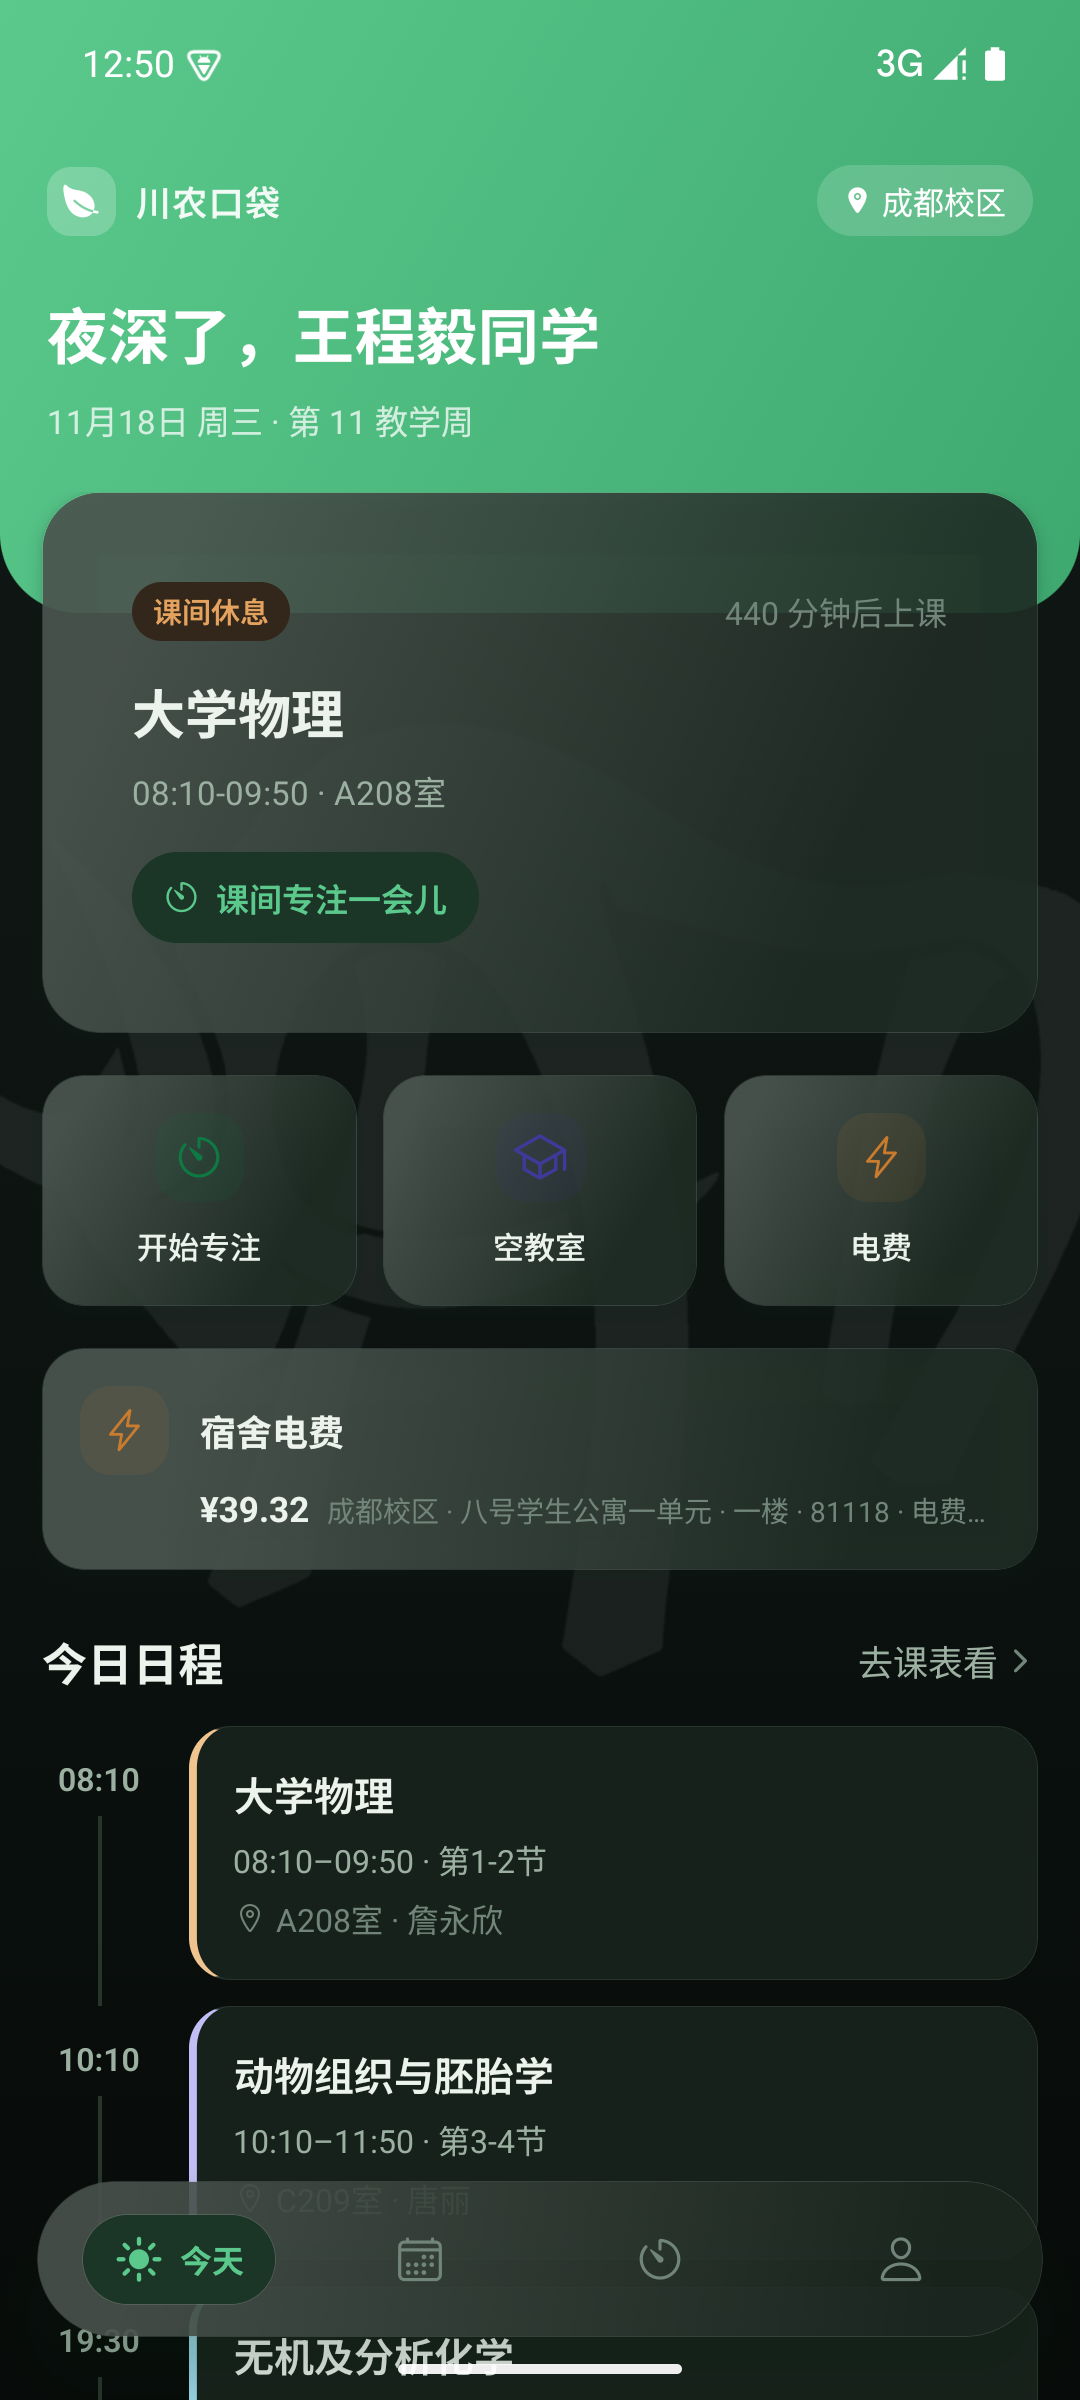 12:50
3G
川农口袋
成都校区
夜深了，王程毅同学
11月18日 周三 · 第 11 教学周
课间休息
440 分钟后上课
大学物理
08:10-09:50 · A208室
课间专注一会儿
开始专注
空教室
电费
宿舍电费
¥39.32 成都校区 · 八号学生公寓一单元 · 一楼 · 81118 · 电费...
今日日程
去课表看
08:10
大学物理
08:10–09:50 · 第1-2节
A208室 · 詹永欣
10:10
动物组织与胚胎学
10:10–11:50 · 第3-4节
C209室 · 唐丽
今天
19:30
无机及分析化学